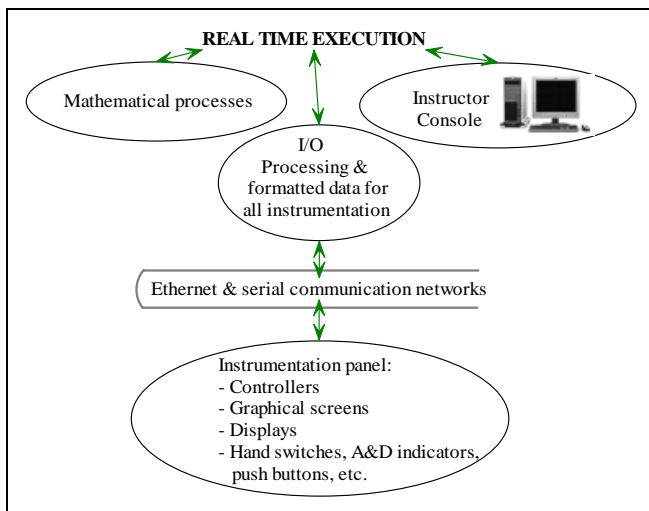 REAL TIME EXECUTION
Mathematical processes
Instructor
Console
I/O
Processing &
formatted data for
all instrumentation
Ethernet & serial communication networks
Instrumentation panel:
- Controllers
- Graphical screens
- Displays
- Hand switches, A&D indicators,
push buttons, etc.